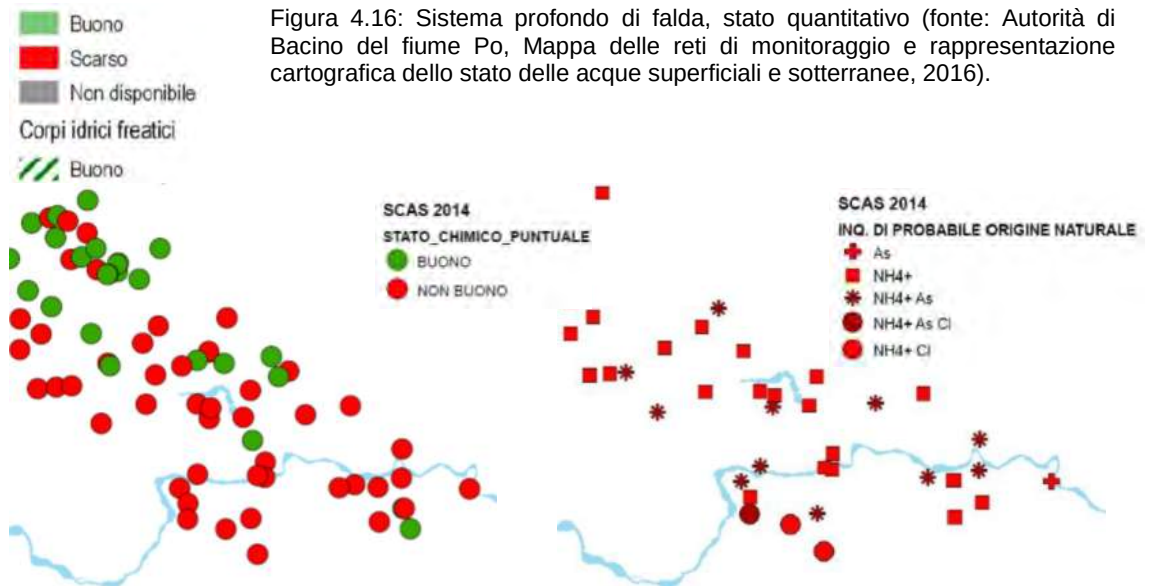 Buono
Scarso
Non disponibile
Corpi idrici freatici
Buono
Figura 4.16: Sistema profondo di falda, stato quantitativo (fonte: Autorità di
Bacino del fiume Po, Mappa delle reti di monitoraggio e rappresentazione
cartografica dello stato delle acque superficiali e sotterranee, 2016).
SCAS 2014
STATO_CHIMICO_PUNTUALE
BUONO
NON BUONO
SCAS 2014
INQ. DI PROBABILE ORIGINE NATURALE
As
NH4+
NH4+ As
NH4+ As Cl
NH4+ Cl